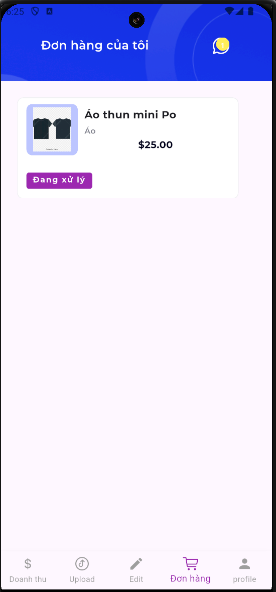 6:25
Đơn hàng của tôi
Áo thun mini Po
Áo
$25.00
Đang xử lý
Doanh thu
Upload
Edit
Đơn hàng
profile